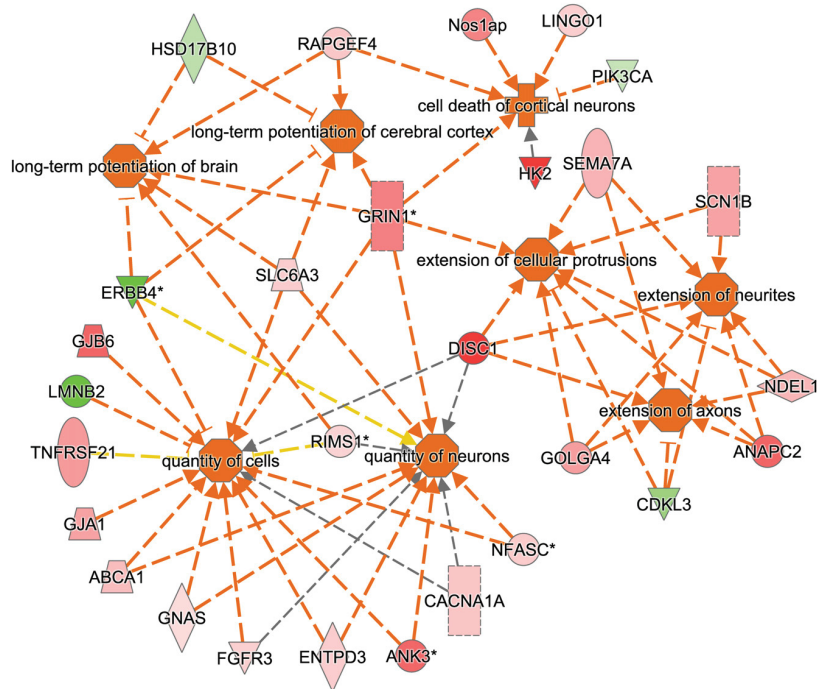 Nos1ap
LINGO1
HSD17B10
RAPGEF4
PIK3CA
cell death of cortical neurons
long-term potentiation of cerebral cortex
long-term potentiation of brain
SEMA7A
HK2
SCN1B
GRIN1*
extension of cellular protrusions
SLC6A3
ERBB4*
extension of neurites
GJB6
DISC1
LMNB2
NDEL1
extension of axons
RIMS1*
TNFRSF21
quantity of cells
quantity of neurons
GOLGA4
ANAPC2
CDKL3
GJA1
NFASC*
ABCA1
CACNA1A
GNAS
FGFR3
ENTPD3
ANK3*